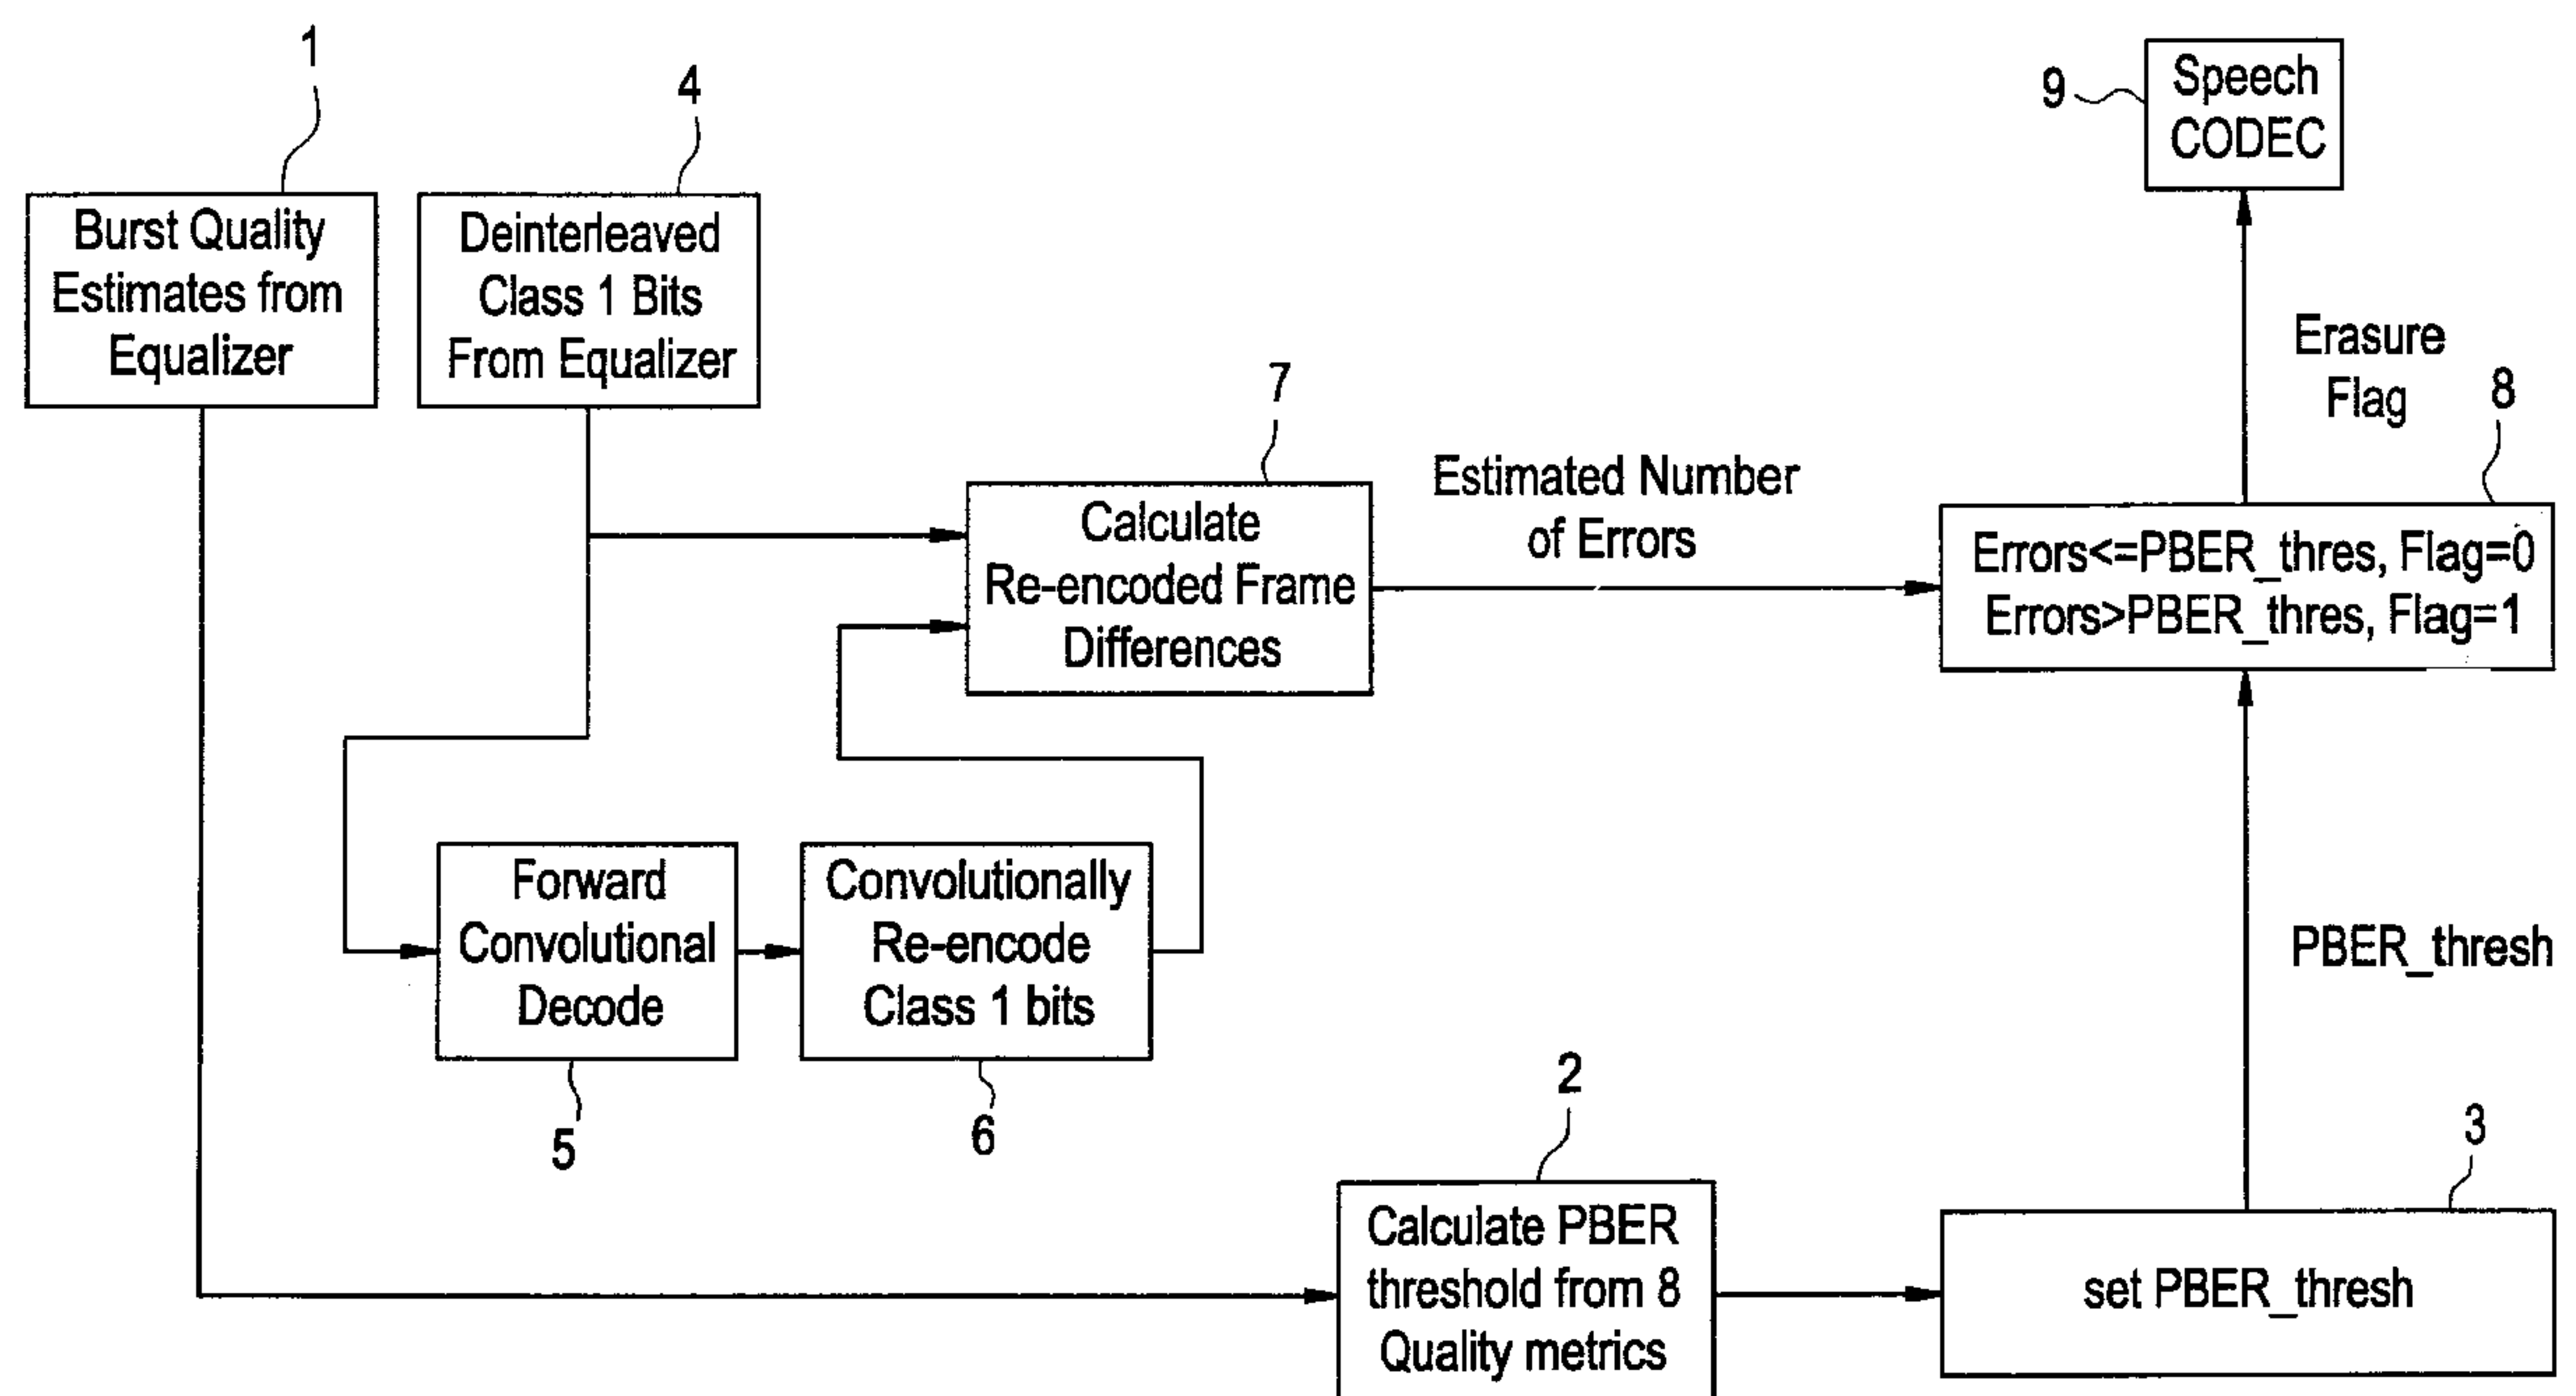 1
4
9
Speech
CODEC
Burst Quality
Estimates from
Equalizer
Deinterleaved
Class 1 Bits
From Equalizer
Erasure
Flag
7
8
Calculate
Re-encoded Frame
Differences
Estimated Number
of Errors
Errors<=PBER_thres, Flag=0
Errors>PBER_thres, Flag=1
Forward
Convolutional
Decode
Convolutionally
Re-encode
Class 1 bits
PBER_thresh
5
6
2
3
Calculate PBER
threshold from 8
Quality metrics
set PBER_thresh